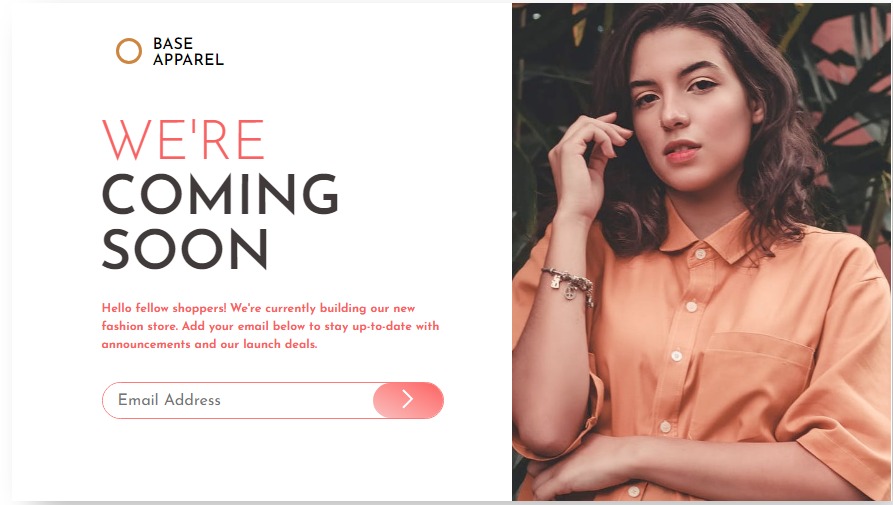 BASE
APPAREL
WE'RE
COMING
SOON
Hello fellow shoppers! We're currently building our new
fashion store. Add your email below to stay up-to-date with
announcements and our launch deals.
Email Address